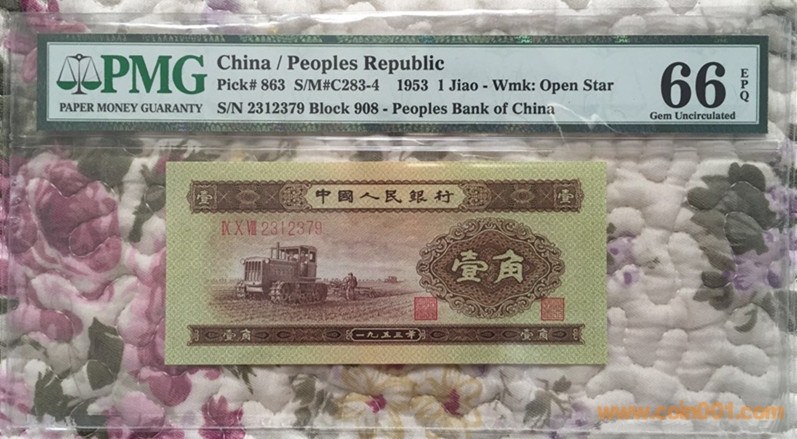 PMG
PAPER MONEY GUARANTY
China / Peoples Republic
Pick# 863 S/M#C283-4 1953 1 Jiao - Wmk: Open Star
S/N 2312379 Block 908 - Peoples Bank of China
66 EPQ
Gem Uncirculated
壹 中國人民銀行 壹
IX X VIII 2312379
壹角
壹角 一九五三年 壹角
www.coin001.com